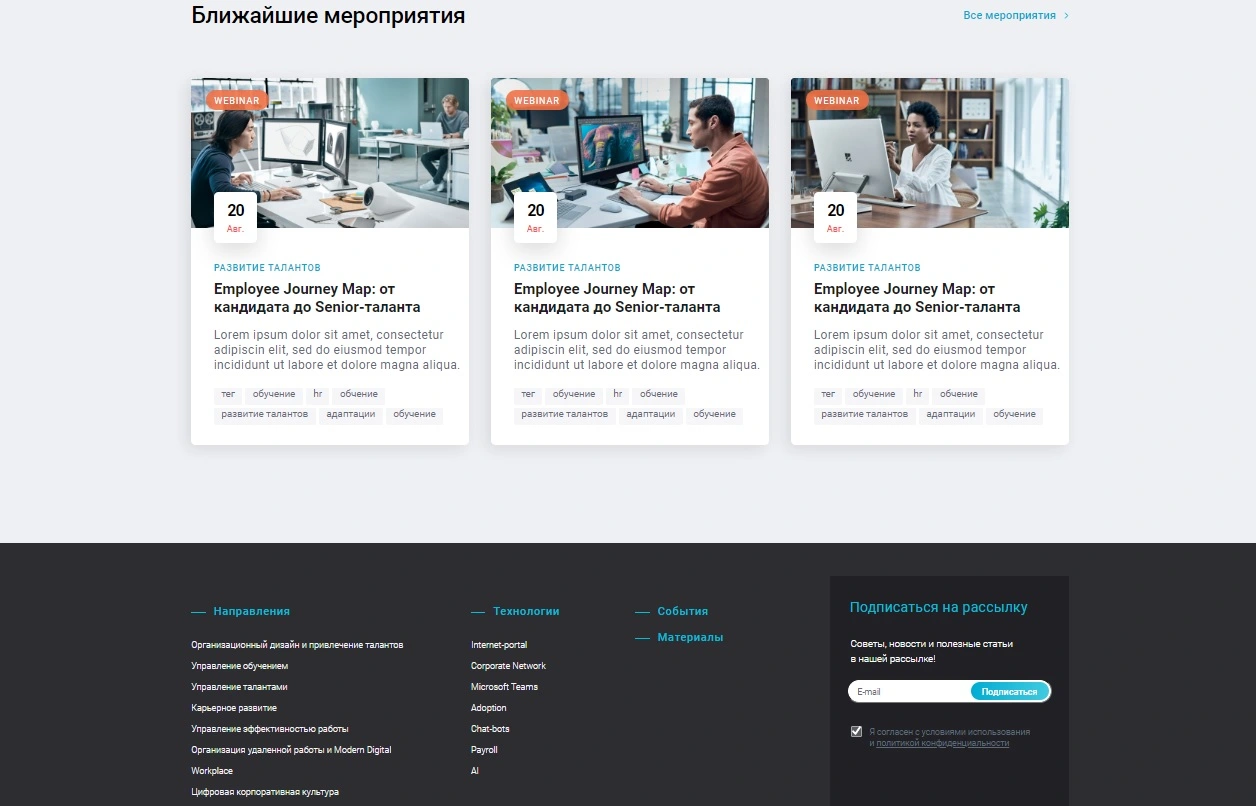 Ближайшие мероприятия
Все мероприятия
WEBINAR
20
Авг.
РАЗВИТИЕ ТАЛАНТОВ
Employee Journey Map: от
кандидата до Senior-таланта
Lorem ipsum dolor sit amet, consectetur
adipiscin elit, sed do eiusmod tempor
incididunt ut labore et dolore magna aliqua.
тег обучение hr обчение
развитие талантов адаптации обучение
WEBINAR
20
Авг.
РАЗВИТИЕ ТАЛАНТОВ
Employee Journey Map: от
кандидата до Senior-таланта
Lorem ipsum dolor sit amet, consectetur
adipiscin elit, sed do eiusmod tempor
incididunt ut labore et dolore magna aliqua.
тег обучение hr обчение
развитие талантов адаптации обучение
WEBINAR
20
Авг.
РАЗВИТИЕ ТАЛАНТОВ
Employee Journey Map: от
кандидата до Senior-таланта
Lorem ipsum dolor sit amet, consectetur
adipiscin elit, sed do eiusmod tempor
incididunt ut labore et dolore magna aliqua.
тег обучение hr обчение
развитие талантов адаптации обучение
Направления
Организационный дизайн и привлечение талантов
Управление обучением
Управление талантами
Карьерное развитие
Управление эффективностью работы
Организация удаленной работы и Modern Digital
Workplace
Цифровая корпоративная культура
Технологии
Internet-portal
Corporate Network
Microsoft Teams
Adoption
Chat-bots
Payroll
AI
События
Материалы
Подписаться на рассылку
Советы, новости и полезные статьи
в нашей рассылке!
E-mail
Подписаться
Я согласен с условиями использования
и политикой конфиденциальности